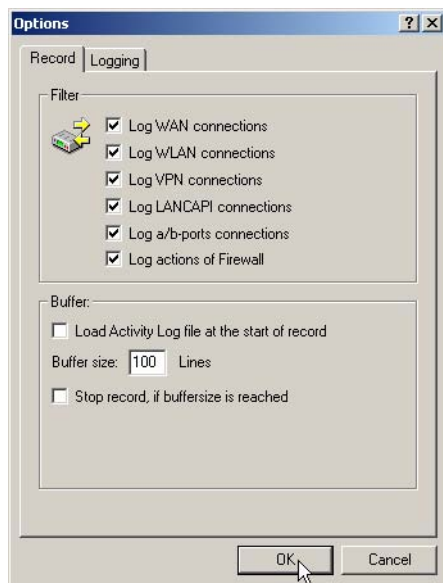 Options
Record Logging
Filter
Log WAN connections
Log WLAN connections
Log VPN connections
Log LANCAPI connections
Log a/b-ports connections
Log actions of Firewall
Buffer:
Load Activity Log file at the start of record
Buffer size: 100 Lines
Stop record, if buffersize is reached
OK Cancel